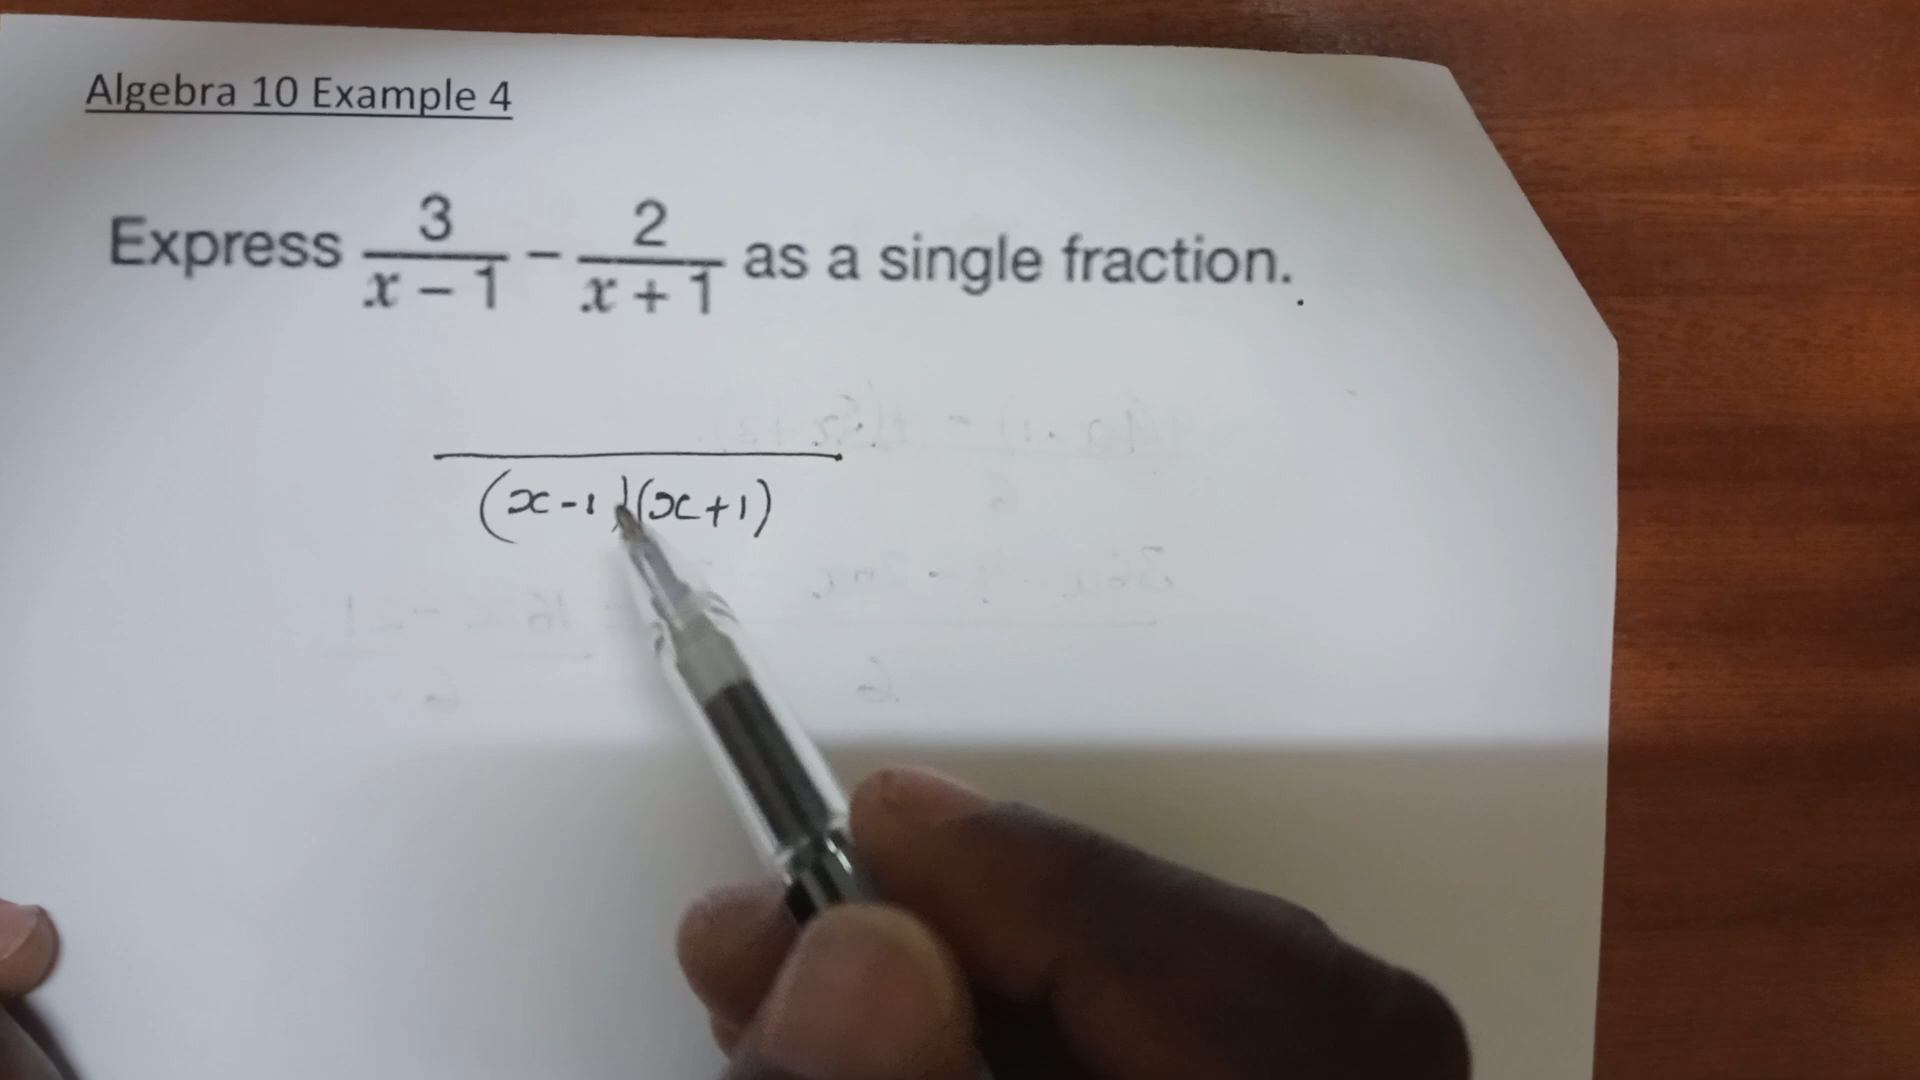 Algebra 10 Example 4
Express 3/(x − 1) − 2/(x + 1) as a single fraction.
(x-1)(x+1)